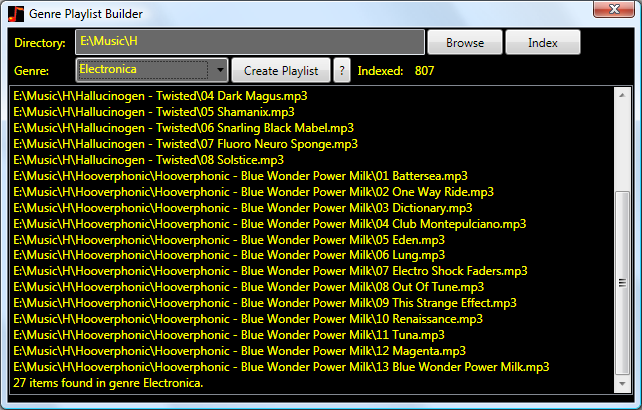 Genre Playlist Builder
Directory: E:\Music\H Browse Index
Genre: Electronica Create Playlist ? Indexed: 807
E:\Music\H\Hallucinogen - Twisted\04 Dark Magus.mp3
E:\Music\H\Hallucinogen - Twisted\05 Shamanix.mp3
E:\Music\H\Hallucinogen - Twisted\06 Snarling Black Mabel.mp3
E:\Music\H\Hallucinogen - Twisted\07 Fluoro Neuro Sponge.mp3
E:\Music\H\Hallucinogen - Twisted\08 Solstice.mp3
E:\Music\H\Hooverphonic\Hooverphonic - Blue Wonder Power Milk\01 Battersea.mp3
E:\Music\H\Hooverphonic\Hooverphonic - Blue Wonder Power Milk\02 One Way Ride.mp3
E:\Music\H\Hooverphonic\Hooverphonic - Blue Wonder Power Milk\03 Dictionary.mp3
E:\Music\H\Hooverphonic\Hooverphonic - Blue Wonder Power Milk\04 Club Montepulciano.mp3
E:\Music\H\Hooverphonic\Hooverphonic - Blue Wonder Power Milk\05 Eden.mp3
E:\Music\H\Hooverphonic\Hooverphonic - Blue Wonder Power Milk\06 Lung.mp3
E:\Music\H\Hooverphonic\Hooverphonic - Blue Wonder Power Milk\07 Electro Shock Faders.mp3
E:\Music\H\Hooverphonic\Hooverphonic - Blue Wonder Power Milk\08 Out Of Tune.mp3
E:\Music\H\Hooverphonic\Hooverphonic - Blue Wonder Power Milk\09 This Strange Effect.mp3
E:\Music\H\Hooverphonic\Hooverphonic - Blue Wonder Power Milk\10 Renaissance.mp3
E:\Music\H\Hooverphonic\Hooverphonic - Blue Wonder Power Milk\11 Tuna.mp3
E:\Music\H\Hooverphonic\Hooverphonic - Blue Wonder Power Milk\12 Magenta.mp3
E:\Music\H\Hooverphonic\Hooverphonic - Blue Wonder Power Milk\13 Blue Wonder Power Milk.mp3
27 items found in genre Electronica.